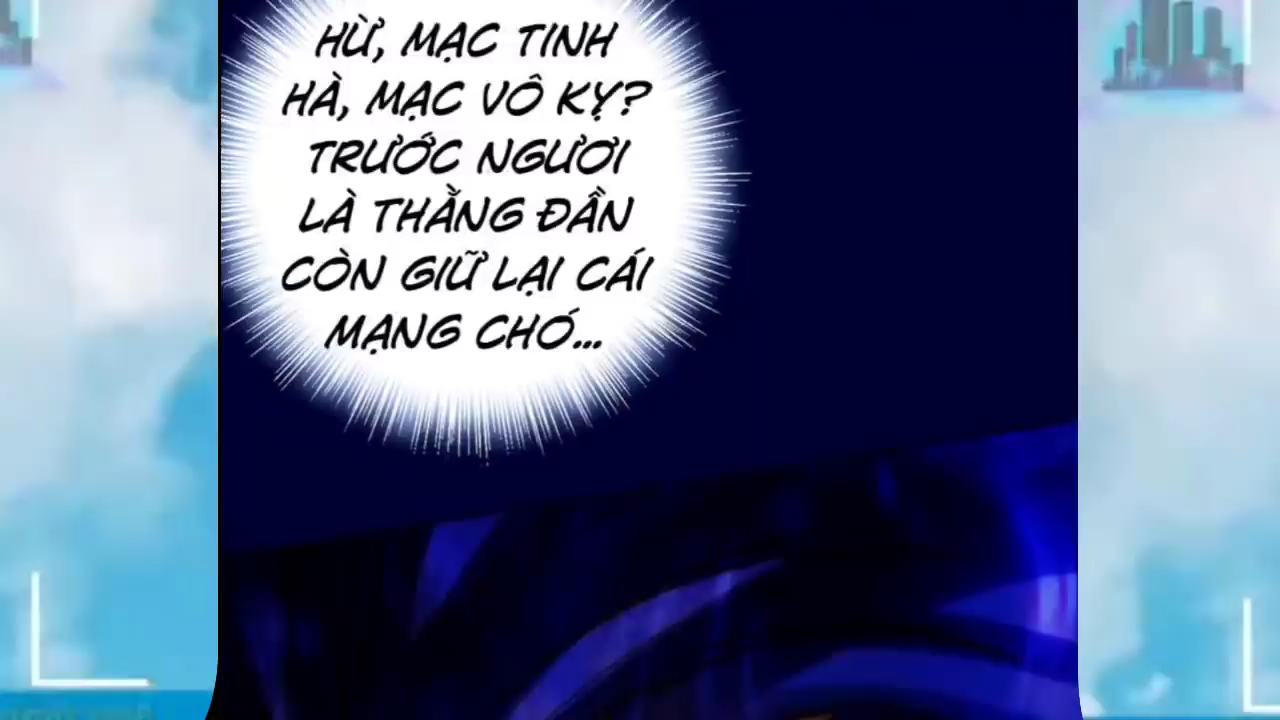 HỪ, MẠC TINH
HÀ, MẠC VÔ KỴ?
TRƯỚC NGƯƠI
LÀ THẰNG ĐẦN
CÒN GIỮ LẠI CÁI
MẠNG CHÓ...